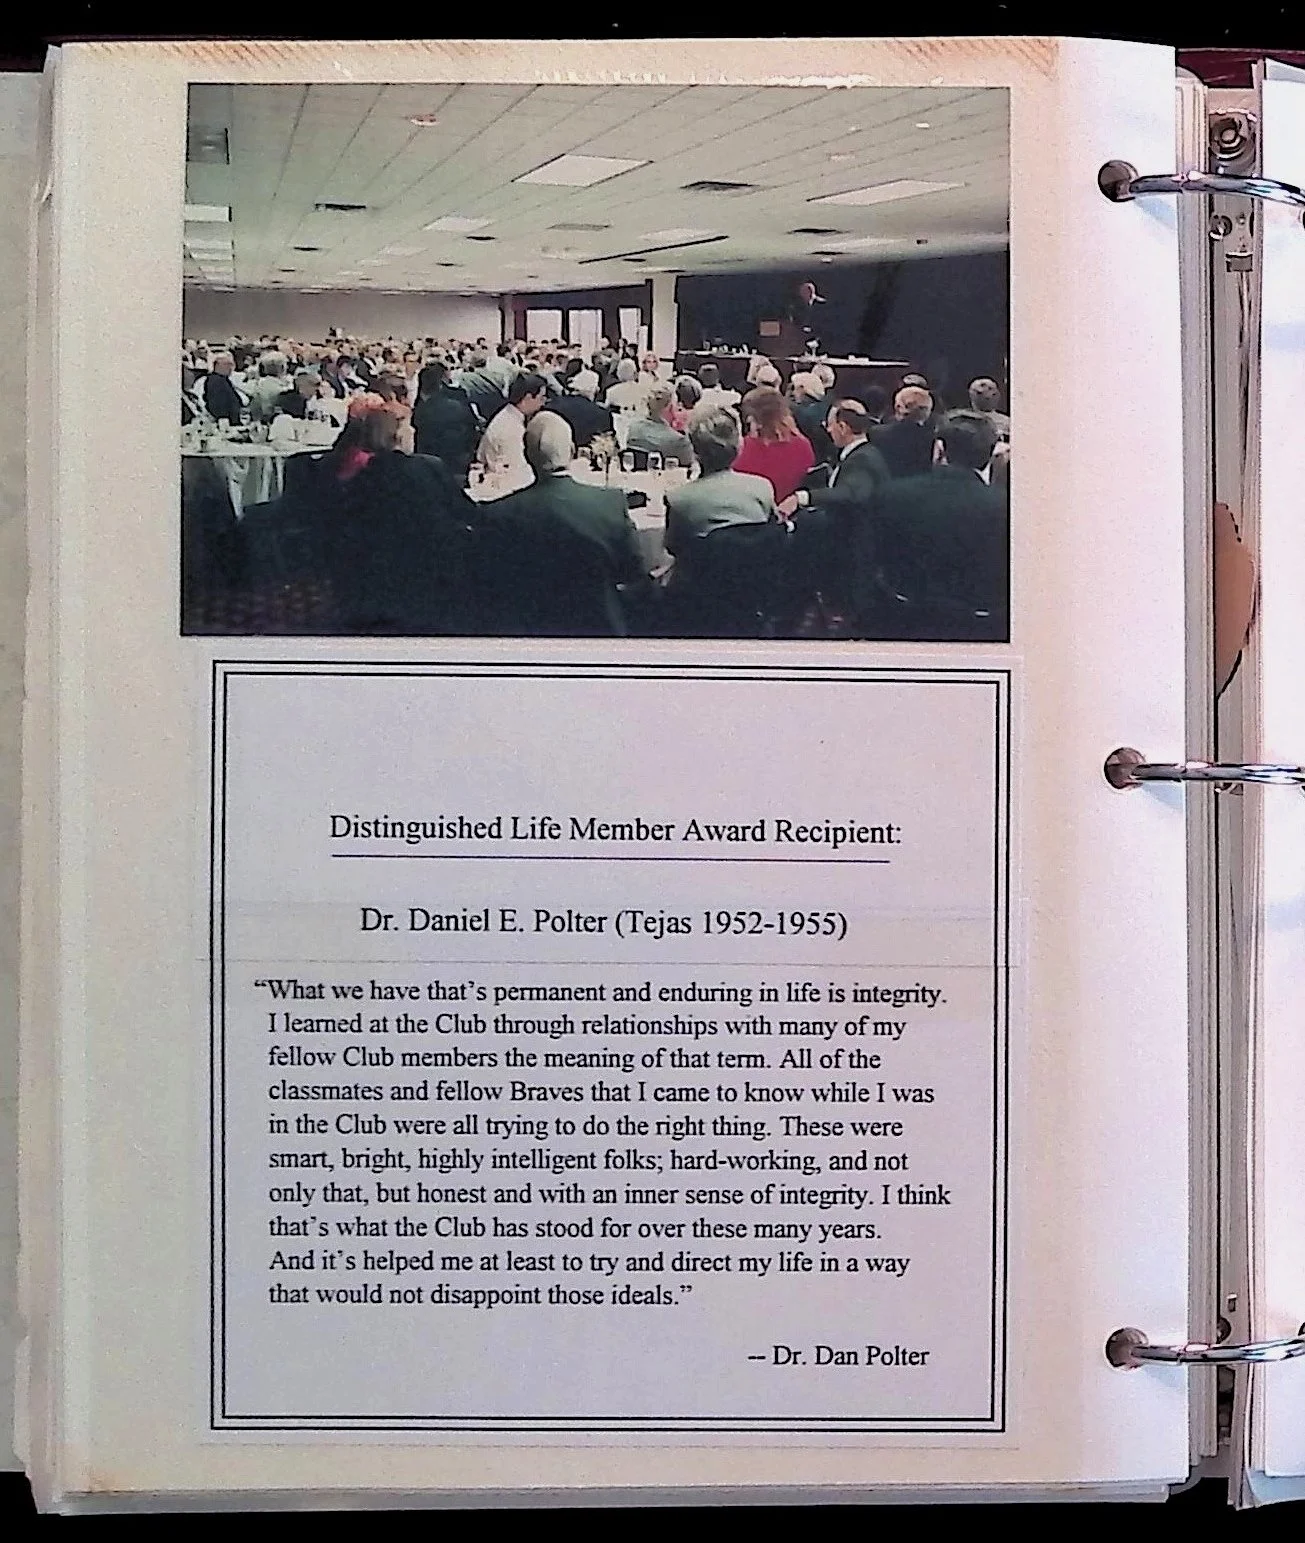 Distinguished Life Member Award Recipient:
Dr. Daniel E. Polter (Tejas 1952-1955)
“What we have that’s permanent and enduring in life is integrity.
I learned at the Club through relationships with many of my
fellow Club members the meaning of that term. All of the
classmates and fellow Braves that I came to know while I was
in the Club were all trying to do the right thing. These were
smart, bright, highly intelligent folks; hard-working, and not
only that, but honest and with an inner sense of integrity. I think
that’s what the Club has stood for over these many years.
And it’s helped me at least to try and direct my life in a way
that would not disappoint those ideals.”
-- Dr. Dan Polter